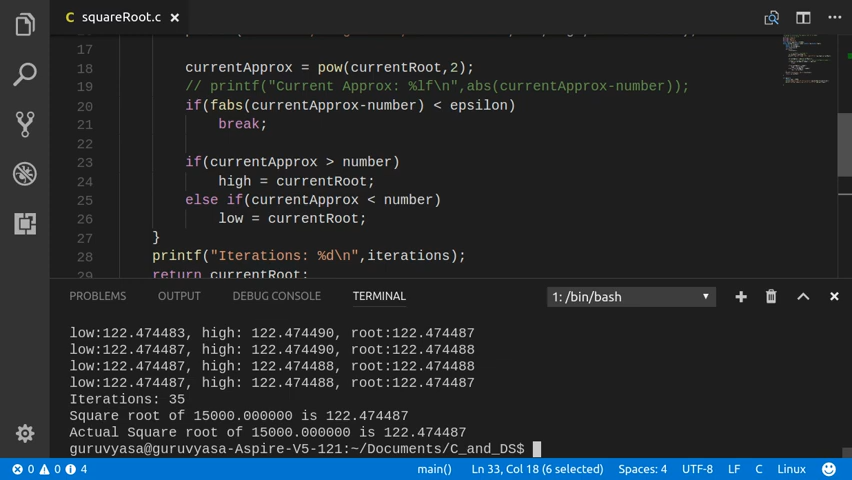 squareRoot.c
17
18 currentApprox = pow(currentRoot,2);
19 // printf("Current Approx: %lf\n",abs(currentApprox-number));
20 if(fabs(currentApprox-number) < epsilon)
21 break;
22
23 if(currentApprox > number)
24 high = currentRoot;
25 else if(currentApprox < number)
26 low = currentRoot;
27 }
28 printf("Iterations: %d\n",iterations);
29 return currentRoot;
PROBLEMS OUTPUT DEBUG CONSOLE TERMINAL 1: /bin/bash
low:122.474483, high: 122.474490, root:122.474487
low:122.474487, high: 122.474490, root:122.474488
low:122.474487, high: 122.474488, root:122.474488
low:122.474487, high: 122.474488, root:122.474487
Iterations: 35
Square root of 15000.000000 is 122.474487
Actual Square root of 15000.000000 is 122.474487
guruvyasa@guruvyasa-Aspire-V5-121:~/Documents/C_and_DS$
0 0 4 main() Ln 33, Col 18 (6 selected) Spaces: 4 UTF-8 LF C Linux